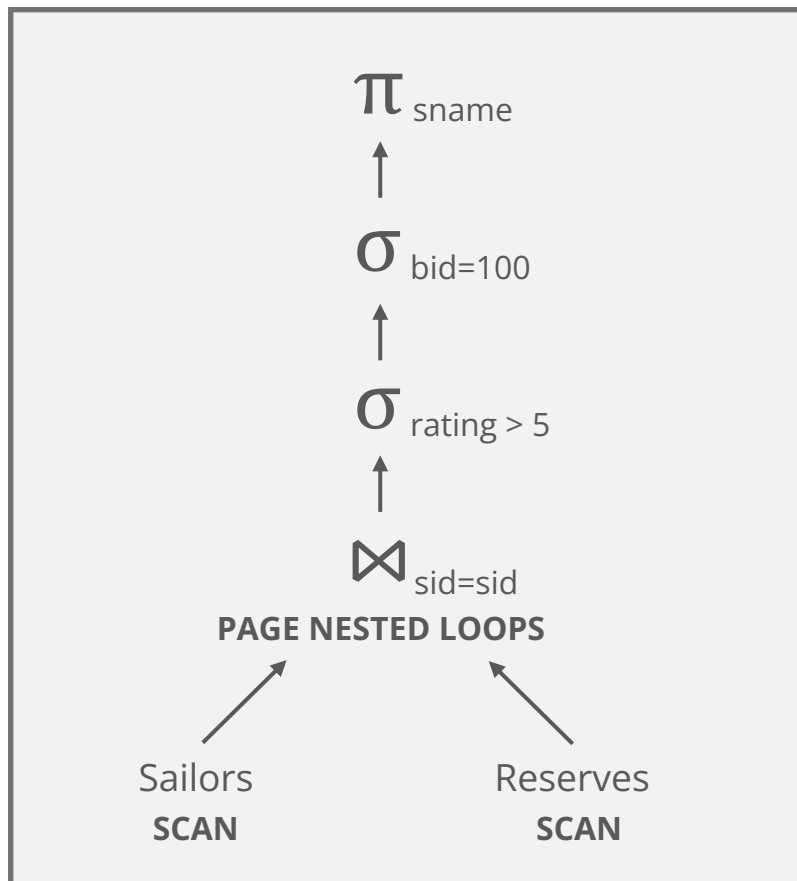 π sname
σ bid=100
σ rating > 5
⋈ sid=sid
PAGE NESTED LOOPS
Sailors Reserves
SCAN SCAN